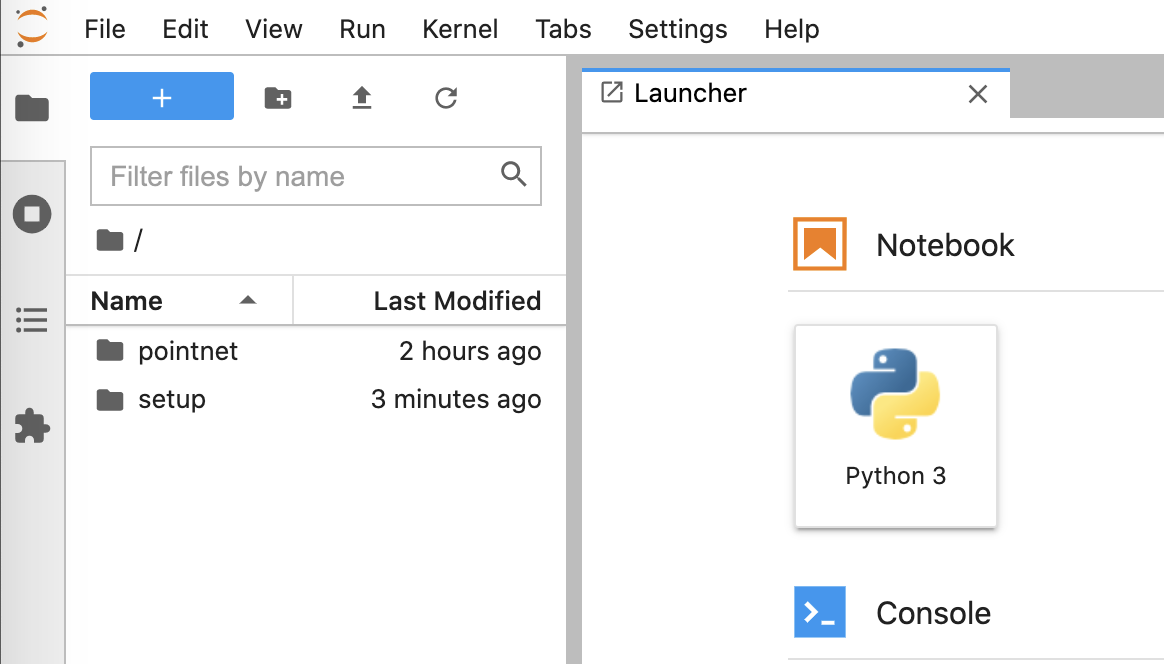 File Edit View Run Kernel Tabs Settings Help
+
Launcher
Filter files by name
/
Name Last Modified
pointnet 2 hours ago
setup 3 minutes ago
Notebook
Python 3
Console